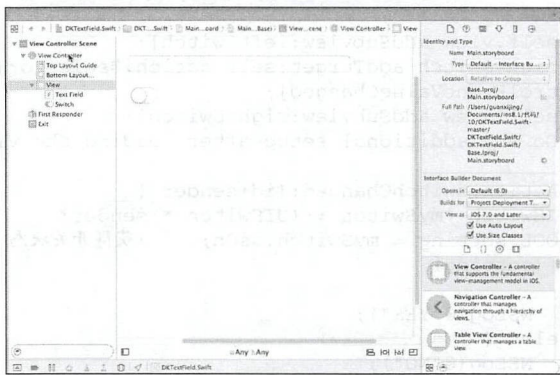 DKTextField.Swift
DKT....Swift
Main....oard
Main...Base)
View...cene
View Controller
View
View Controller Scene
View Controller
Top Layout Guide
Bottom Layout...
View
Text Field
Switch
First Responder
Exit
Identity and Type
Name Main.storyboard
Type Default - Interface Bu...
Location Relative to Group
Base.lproj/
Main.storyboard
Full Path /Users/guanxijing/
Documents/ios8.1/
10/DKTextField.Swift-
master/
DKTextField.Swift/
DKTextField.Swift/
Base.lproj/
Main.storyboard
Interface Builder Document
Opens in Default (6.0)
Builds for Project Deployment T...
View as iOS 7.0 and Later
Use Auto Layout
Use Size Classes
View Controller - A controller
that supports the fundamental
view-management model in iOS.
Navigation Controller - A
controller that manages
navigation through a hierarchy of
views.
Table View Controller - A
controller that manages a table
view.
wAny hAny
DKTextField.Swift